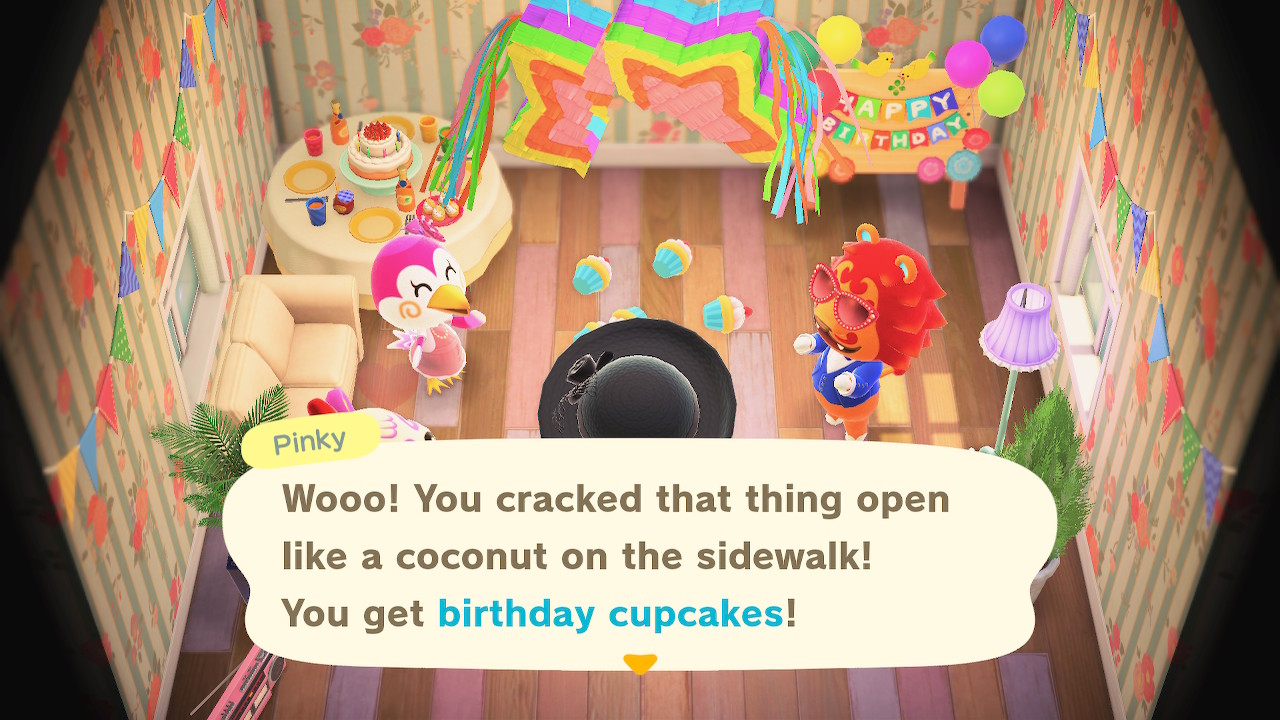 HAPPY
BIRTHDAY
Pinky
Wooo! You cracked that thing open
like a coconut on the sidewalk!
You get birthday cupcakes!